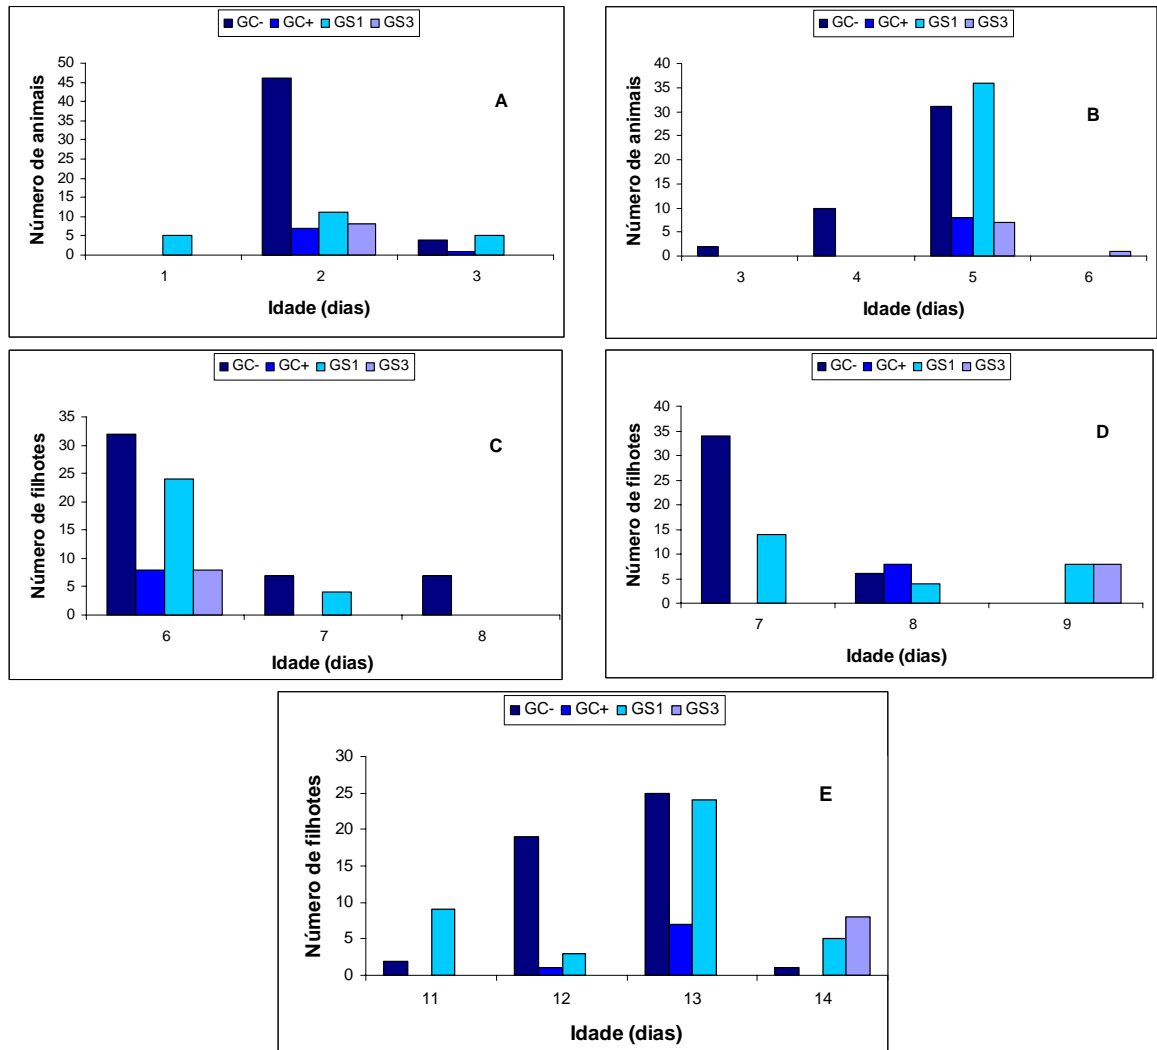 GC- GC+ GS1 GS3
Número de animais
50
45
40
35
30
25
20
15
10
5
0
A
1 2 3
Idade (dias)
GC- GC+ GS1 GS3
Número de animais
40
35
30
25
20
15
10
5
0
B
3 4 5 6
Idade (dias)
GC- GC+ GS1 GS3
Número de filhotes
35
30
25
20
15
10
5
0
C
6 7 8
Idade (dias)
GC- GC+ GS1 GS3
Número de filhotes
40
35
30
25
20
15
10
5
0
D
7 8 9
Idade (dias)
GC- GC+ GS1 GS3
Número de filhotes
30
25
20
15
10
5
0
E
11 12 13 14
Idade (dias)